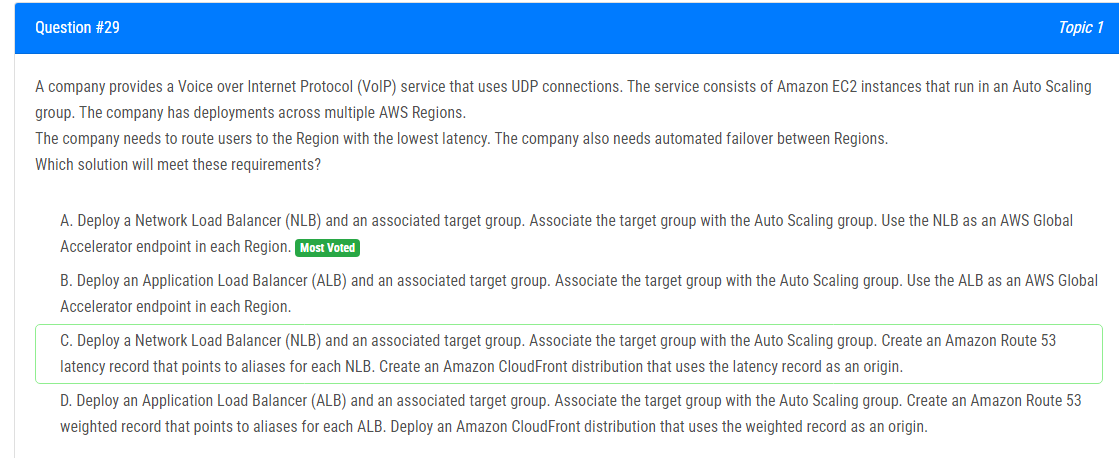 Question #29
Topic 1
A company provides a Voice over Internet Protocol (VoIP) service that uses UDP connections. The service consists of Amazon EC2 instances that run in an Auto Scaling
group. The company has deployments across multiple AWS Regions.
The company needs to route users to the Region with the lowest latency. The company also needs automated failover between Regions.
Which solution will meet these requirements?
A. Deploy a Network Load Balancer (NLB) and an associated target group. Associate the target group with the Auto Scaling group. Use the NLB as an AWS Global
Accelerator endpoint in each Region. Most Voted
B. Deploy an Application Load Balancer (ALB) and an associated target group. Associate the target group with the Auto Scaling group. Use the ALB as an AWS Global
Accelerator endpoint in each Region.
C. Deploy a Network Load Balancer (NLB) and an associated target group. Associate the target group with the Auto Scaling group. Create an Amazon Route 53
latency record that points to aliases for each NLB. Create an Amazon CloudFront distribution that uses the latency record as an origin.
D. Deploy an Application Load Balancer (ALB) and an associated target group. Associate the target group with the Auto Scaling group. Create an Amazon Route 53
weighted record that points to aliases for each ALB. Deploy an Amazon CloudFront distribution that uses the weighted record as an origin.